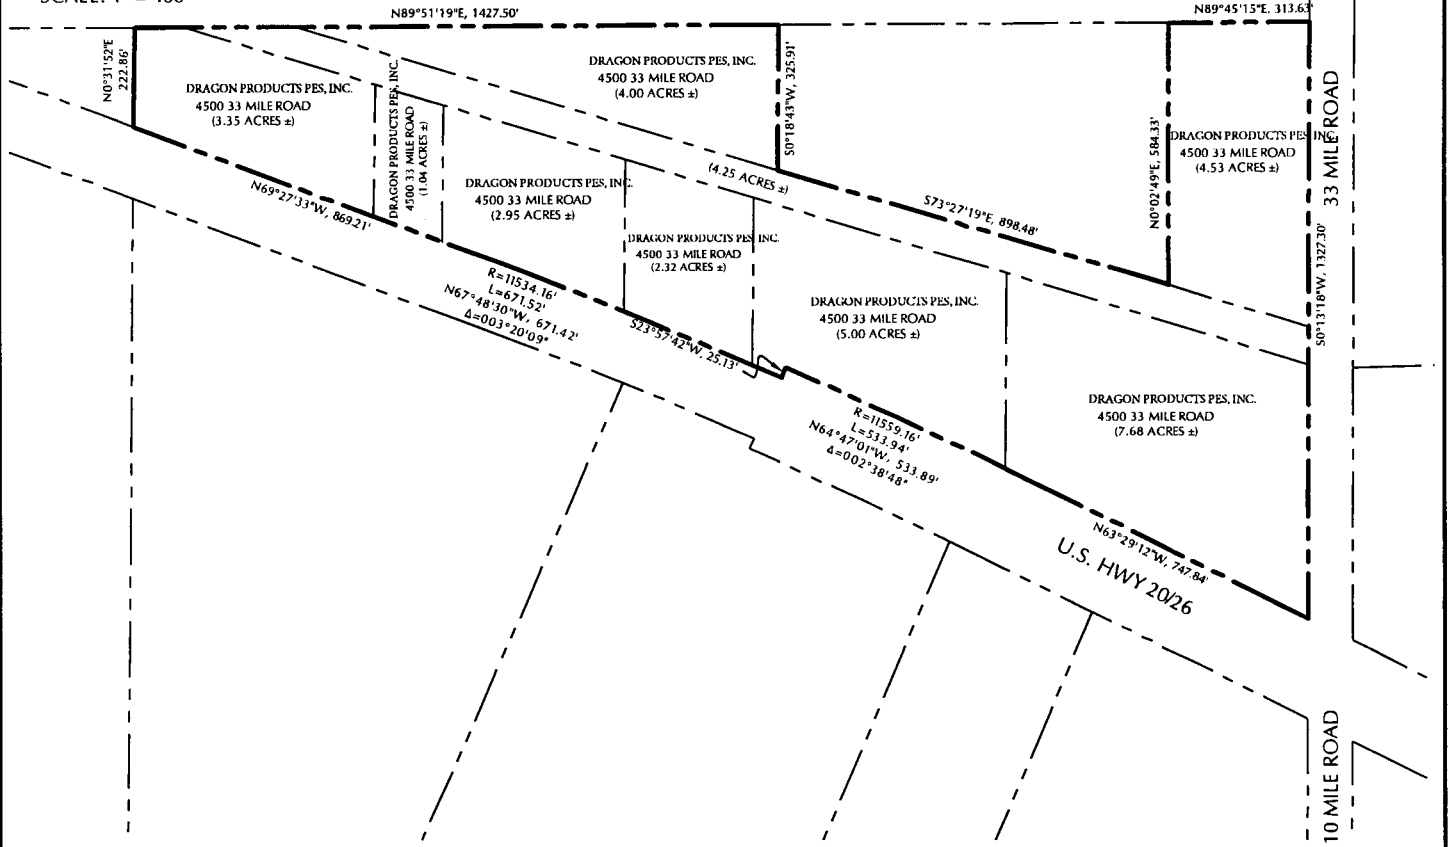 N89°51'19"E, 1427.50'
N89°45'15"E, 313.63'
N0°31'52"E
222.86'
DRAGON PRODUCTS PES, INC.
4500 33 MILE ROAD
(3.35 ACRES ±)
DRAGON PRODUCTS PES, INC.
4500 33 MILE ROAD
(1.04 ACRES ±)
DRAGON PRODUCTS PES, INC.
4500 33 MILE ROAD
(4.00 ACRES ±)
S0°18'43"W, 325.91'
DRAGON PRODUCTS PES, INC.
4500 33 MILE ROAD
(4.53 ACRES ±)
33 MILE ROAD
N0°02'49"E, 584.33'
(4.25 ACRES ±)
S73°27'19"E, 898.48'
N69°27'33"W, 869.21'
DRAGON PRODUCTS PES, INC.
4500 33 MILE ROAD
(2.95 ACRES ±)
DRAGON PRODUCTS PES, INC.
4500 33 MILE ROAD
(2.32 ACRES ±)
S0°13'18"W, 1327.30'
R=11534.16'
L=671.52'
N67°48'30"W, 671.42'
Δ=003°20'09"
S23°57'42"W, 25.13'
DRAGON PRODUCTS PES, INC.
4500 33 MILE ROAD
(5.00 ACRES ±)
DRAGON PRODUCTS PES, INC.
4500 33 MILE ROAD
(7.68 ACRES ±)
R=11559.16'
L=533.94'
N64°47'01"W, 533.89'
Δ=002°38'48"
N63°29'12"W, 747.84'
U.S. HWY 20/26
10 MILE ROAD